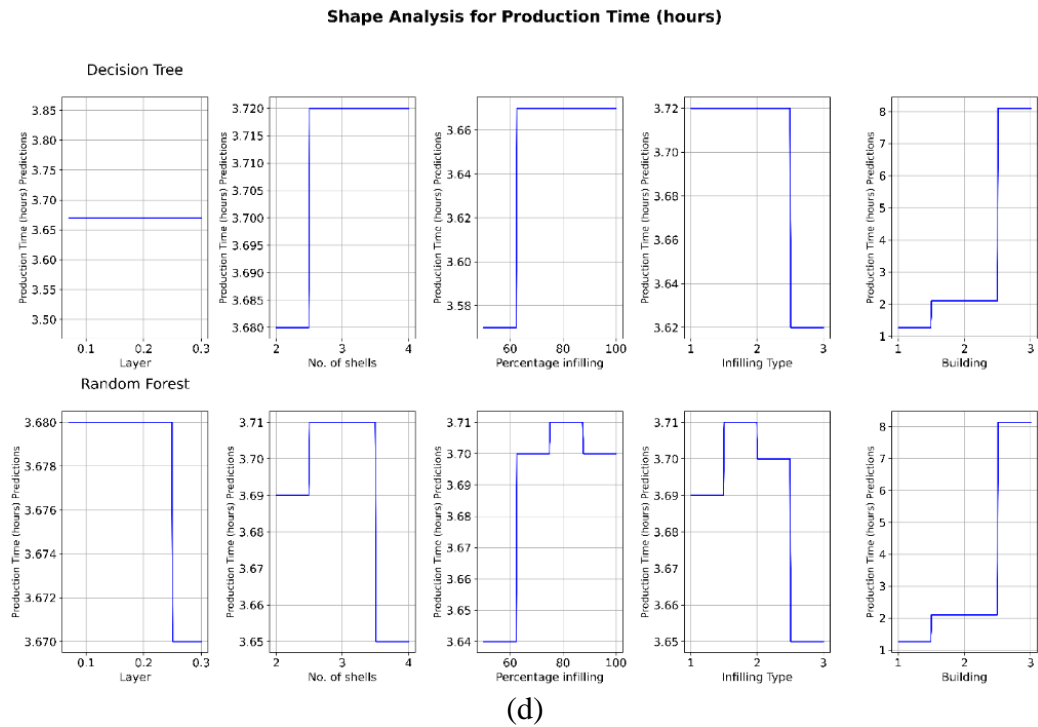 Shape Analysis for Production Time (hours)
Decision Tree
Production Time (hours) Predictions
3.85
3.80
3.75
3.70
3.65
3.60
3.55
3.50
0.1 0.2 0.3
Layer
Production Time (hours) Predictions
3.720
3.715
3.710
3.705
3.700
3.695
3.690
3.685
3.680
2 3 4
No. of shells
Production Time (hours) Predictions
3.66
3.64
3.62
3.60
3.58
60 80 100
Percentage infilling
Production Time (hours) Predictions
3.72
3.70
3.68
3.66
3.64
3.62
1 2 3
Infilling Type
Production Time (hours) Predictions
8
7
6
5
4
3
2
1
1 2 3
Building
Random Forest
Production Time (hours) Predictions
3.680
3.678
3.676
3.674
3.672
3.670
0.1 0.2 0.3
Layer
Production Time (hours) Predictions
3.71
3.70
3.69
3.68
3.67
3.66
3.65
2 3 4
No. of shells
Production Time (hours) Predictions
3.71
3.70
3.69
3.68
3.67
3.66
3.65
3.64
60 80 100
Percentage infilling
Production Time (hours) Predictions
3.71
3.70
3.69
3.68
3.67
3.66
3.65
1 2 3
Infilling Type
Production Time (hours) Predictions
8
7
6
5
4
3
2
1
1 2 3
Building
(d)